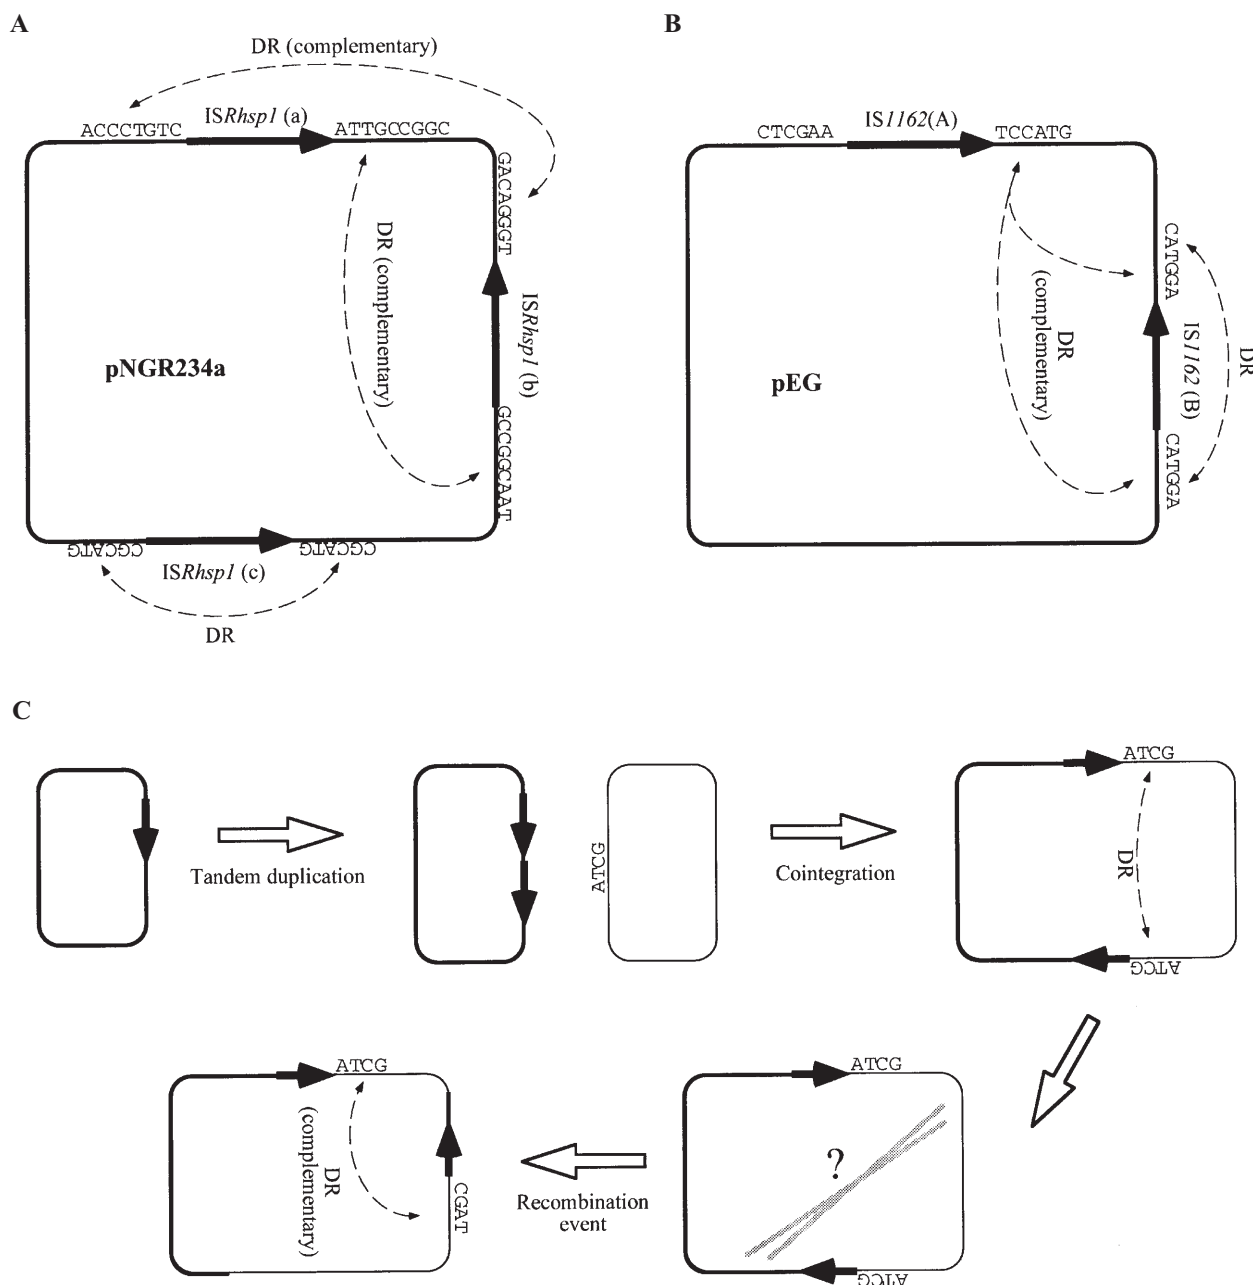 A
DR (complementary)
ACCCTGTC
ISRhsp1 (a)
ATTGCCGGC
GACAGGGT
DR (complementary)
ISRhsp1 (b)
pNGR234a
GCCGGCAAT
CGCATG
CGCATG
ISRhsp1 (c)
DR
B
CTCGAA
IS1162(A)
TCCATG
CATGGA
DR
(complementary)
IS1162 (B)
DR
pEG
CATGGA
C
ATCG
Tandem duplication
ATCG
Cointegration
DR
ATCG
ATCG
DR
(complementary)
CGAT
Recombination
event
ATCG
?
ATCG